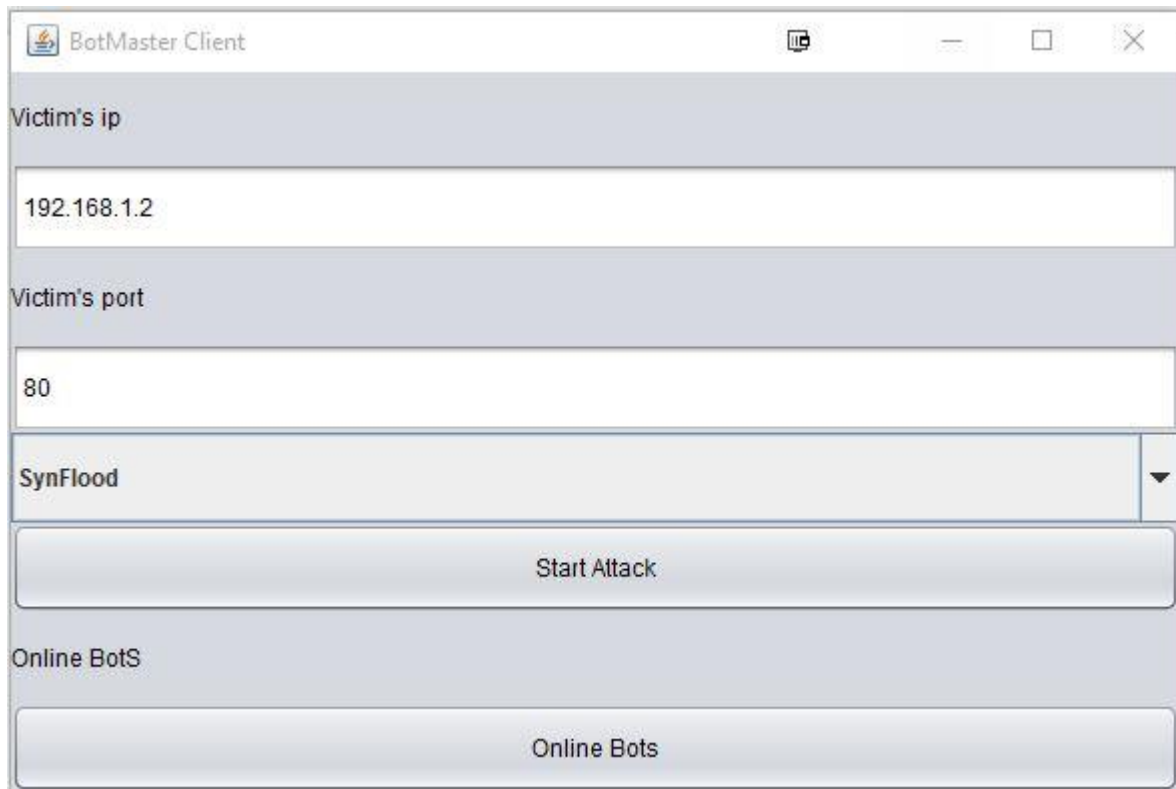 BotMaster Client
Victim's ip
192.168.1.2
Victim's port
80
SynFlood
Start Attack
Online BotS
Online Bots